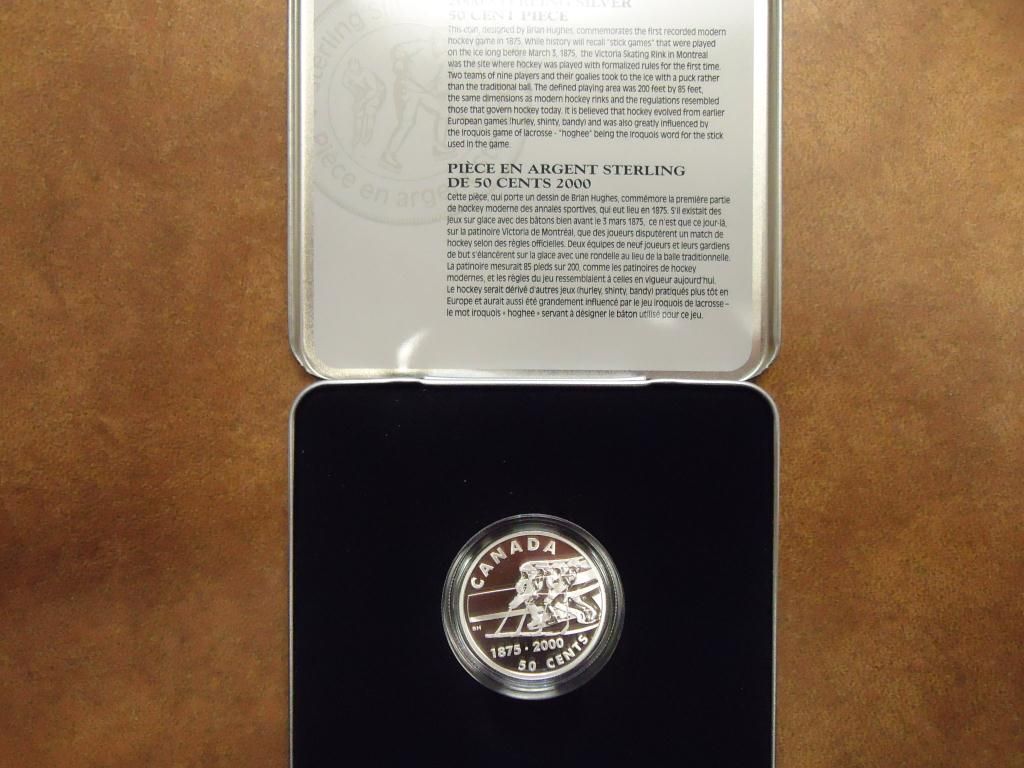 2000 STERLING SILVER
50 CENT PIECE
This coin, designed by Brian Hughes, commemorates the first recorded modern
hockey game in 1875. While history will recall "stick games" that were played
on the ice long before March 3, 1875, the Victoria Skating Rink in Montreal
was the site where hockey was played with formalized rules for the first time.
Two teams of nine players and their goalies took to the ice with a puck rather
than the traditional ball. The defined playing area was 200 feet by 85 feet,
the same dimensions as modern hockey rinks and the regulations resembled
those that govern hockey today. It is believed that hockey evolved from earlier
European games (hurley, shinty, bandy) and was also greatly influenced by
the Iroquois game of lacrosse - "hoghee" being the Iroquois word for the stick
used in the game.
PIÈCE EN ARGENT STERLING
DE 50 CENTS 2000
Cette pièce, qui porte un dessin de Brian Hughes, commémore la première partie
de hockey moderne des annales sportives, qui eut lieu en 1875. S'il existait des
jeux sur glace avec des bâtons bien avant le 3 mars 1875, ce n'est que ce jour-là,
sur la patinoire Victoria de Montréal, que des joueurs disputèrent un match de
hockey selon des règles officielles. Deux équipes de neuf joueurs et leurs gardiens
de but s'élancèrent sur la glace avec une rondelle au lieu de la balle traditionnelle.
La patinoire mesurait 85 pieds sur 200, comme les patinoires de hockey
modernes, et les règles du jeu ressemblaient à celles en vigueur aujourd'hui.
Le hockey serait dérivé d'autres jeux (hurley, shinty, bandy) pratiqués plus tôt en
Europe et aurait aussi été grandement influencé par le jeu iroquois de lacrosse –
le mot iroquois « hoghee » servant à désigner le bâton utilisé pour ce jeu.
Sterling Sil
Pièce en arge
CANADA
BH
1875 · 2000
50 CENTS